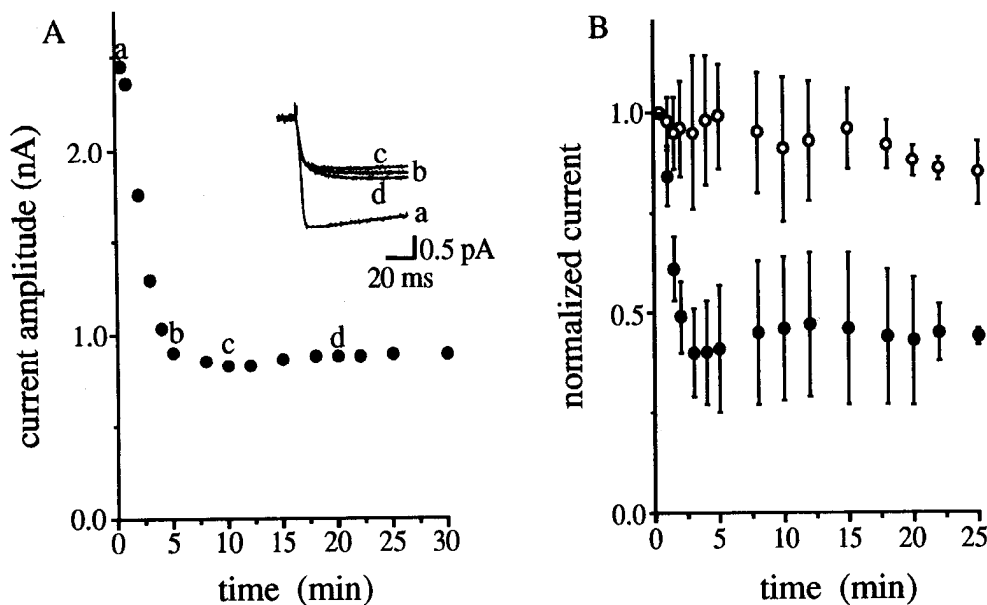 A
current amplitude (nA)
2.0
1.0
0.0
a
b
c
d
c
b
d
a
0.5 pA
20 ms
0 5 10 15 20 25 30
time (min)
B
normalized current
1.0
0.5
0.0
0 5 10 15 20 25
time (min)